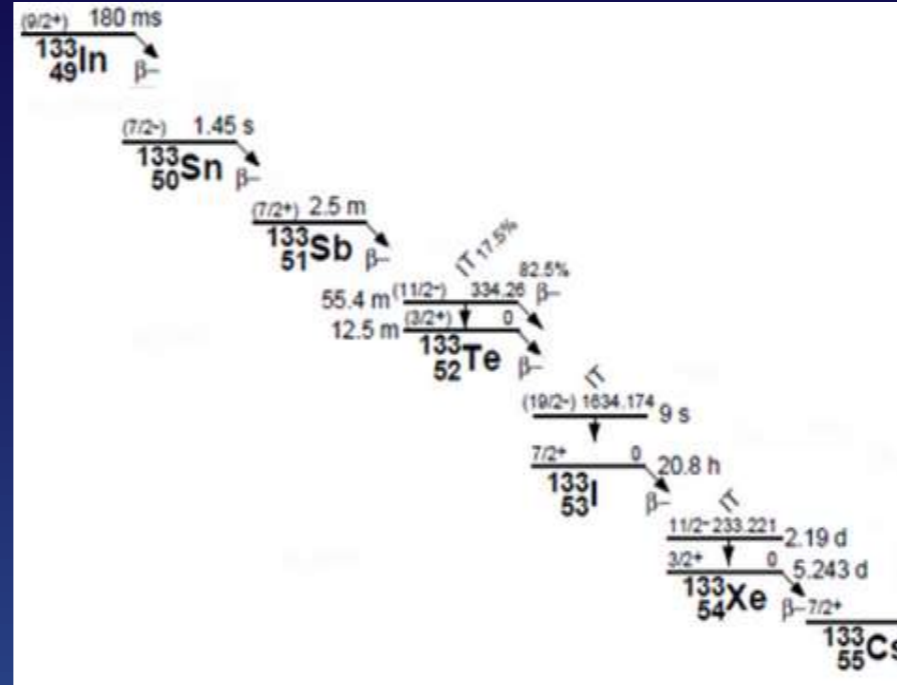 (9/2+) 180 ms
133
49In β−
(7/2−) 1.45 s
133
50Sn β−
(7/2+) 2.5 m
133
51Sb β−
IT 17.5%
82.5%
55.4 m (11/2−) 334.26 β−
12.5 m (3/2+) 0
133
52Te β−
IT
(19/2−) 1634.174 9 s
7/2+ 0 20.8 h
133
53I β−
IT
11/2− 233.221 2.19 d
3/2+ 0 5.243 d
133
54Xe β− 7/2+
133
55Cs